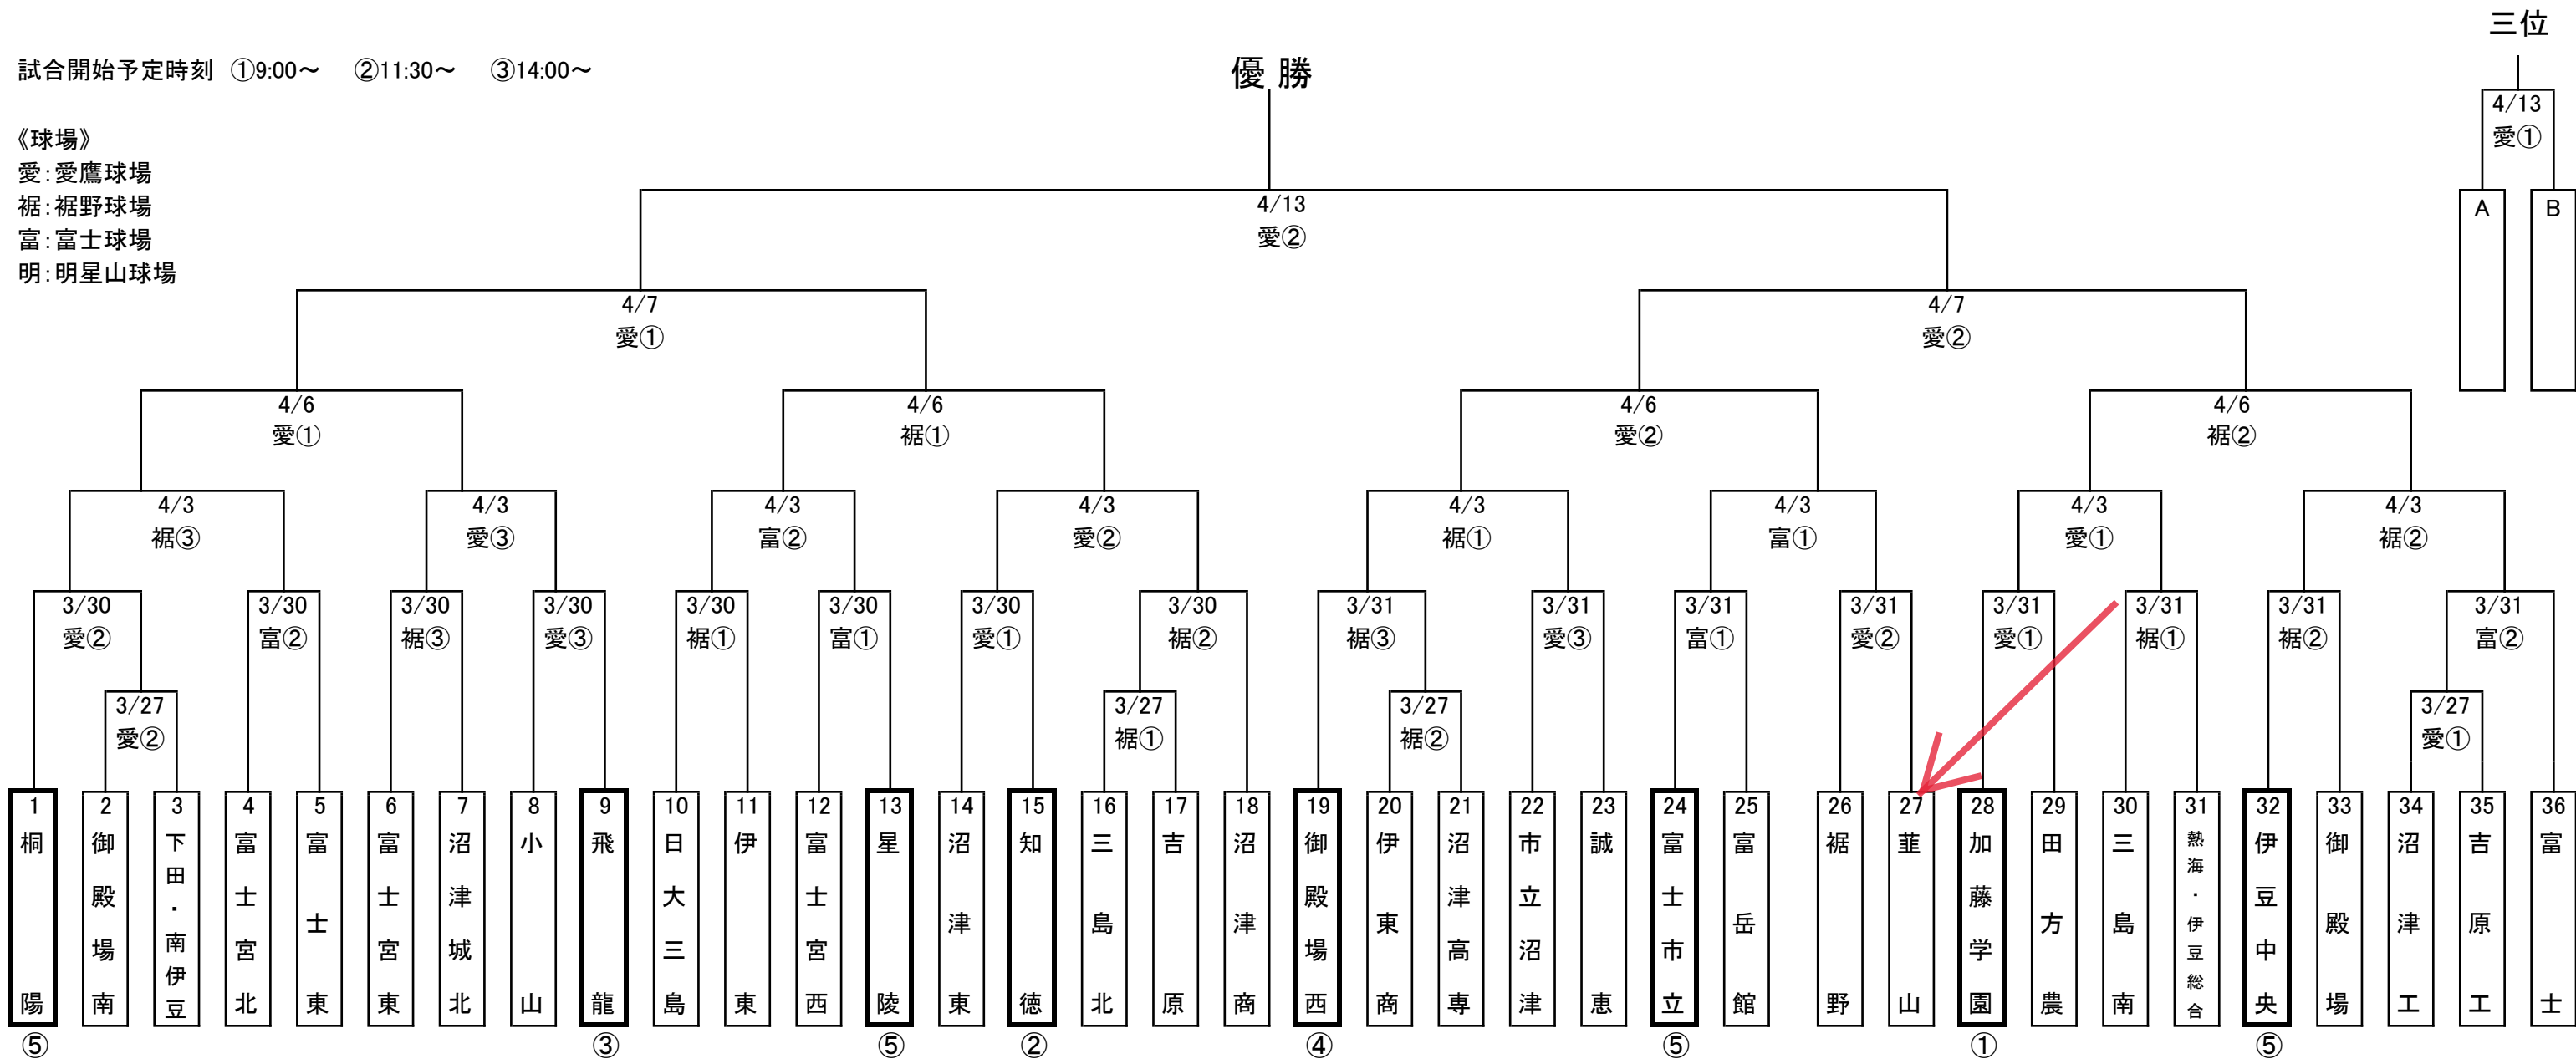 三位
試合開始予定時刻 ①9:00～ ②11:30～ ③14:00～
優勝
4/13
愛①
《球場》
愛：愛鷹球場
裾：裾野球場
富：富士球場
明：明星山球場
A B
4/13
愛②
4/7 4/7
愛① 愛②
4/6 4/6 4/6 4/6
愛① 裾① 愛② 裾②
4/3 4/3 4/3 4/3 4/3 4/3 4/3 4/3
裾③ 愛③ 富② 愛② 裾① 富① 愛① 裾②
3/30 3/30 3/30 3/30 3/30 3/30 3/30 3/30 3/31 3/31 3/31 3/31 3/31 3/31 3/31 3/31
愛② 富② 裾③ 愛③ 裾① 富① 愛① 裾② 裾③ 愛③ 富① 愛② 愛① 裾① 裾② 富②
3/27 3/27 3/27 3/27
愛② 裾① 裾② 愛①
1 桐陽
2 御殿場南
3 下田・南伊豆
4 富士宮北
5 富士東
6 富士宮東
7 沼津城北
8 小山
9 飛龍
10 日大三島
11 伊東
12 富士宮西
13 星陵
14 沼津東
15 知徳
16 三島北
17 吉原
18 沼津商
19 御殿場西
20 伊東商
21 沼津高専
22 市立沼津
23 誠恵
24 富士市立
25 富岳館
26 裾野
27 韮山
28 加藤学園
29 田方農
30 三島南
31 熱海・伊豆総合
32 伊豆中央
33 御殿場
34 沼津工
35 吉原工
36 富士
⑤ ③ ⑤ ② ④ ⑤ ① ⑤